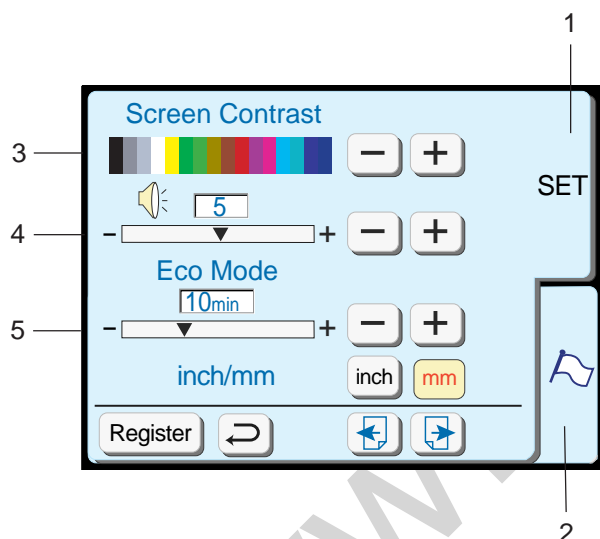 1
Screen Contrast
3
SET
5
4
- +
Eco Mode
10min
5
- +
inch/mm inch mm
Register
2